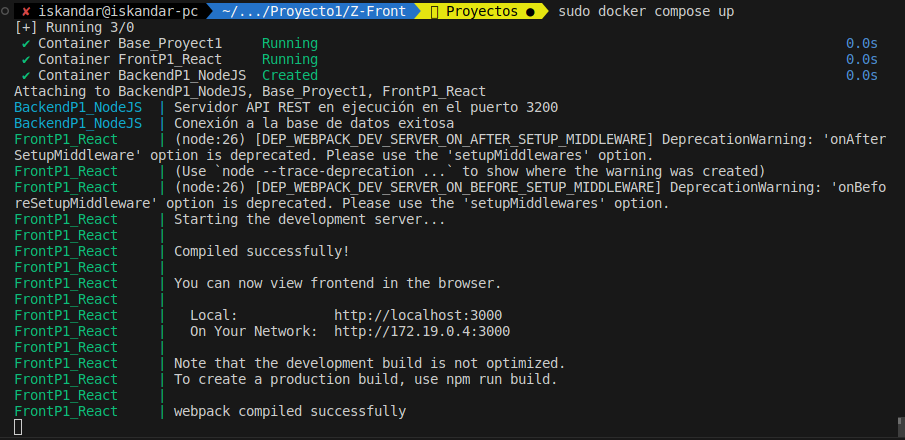 ✘ iskandar@iskandar-pc ~/.../Proyecto1/Z-Front Proyectos ● sudo docker compose up
[+] Running 3/0
✔ Container Base_Proyect1 Running 0.0s
✔ Container FrontP1_React Running 0.0s
✔ Container BackendP1_NodeJS Created 0.0s
Attaching to BackendP1_NodeJS, Base_Proyect1, FrontP1_React
BackendP1_NodeJS | Servidor API REST en ejecución en el puerto 3200
BackendP1_NodeJS | Conexión a la base de datos exitosa
FrontP1_React | (node:26) [DEP_WEBPACK_DEV_SERVER_ON_AFTER_SETUP_MIDDLEWARE] DeprecationWarning: 'onAfter
SetupMiddleware' option is deprecated. Please use the 'setupMiddlewares' option.
FrontP1_React | (Use `node --trace-deprecation ...` to show where the warning was created)
FrontP1_React | (node:26) [DEP_WEBPACK_DEV_SERVER_ON_BEFORE_SETUP_MIDDLEWARE] DeprecationWarning: 'onBefo
reSetupMiddleware' option is deprecated. Please use the 'setupMiddlewares' option.
FrontP1_React | Starting the development server...
FrontP1_React |
FrontP1_React | Compiled successfully!
FrontP1_React |
FrontP1_React | You can now view frontend in the browser.
FrontP1_React |
FrontP1_React | Local: http://localhost:3000
FrontP1_React | On Your Network: http://172.19.0.4:3000
FrontP1_React |
FrontP1_React | Note that the development build is not optimized.
FrontP1_React | To create a production build, use npm run build.
FrontP1_React |
FrontP1_React | webpack compiled successfully